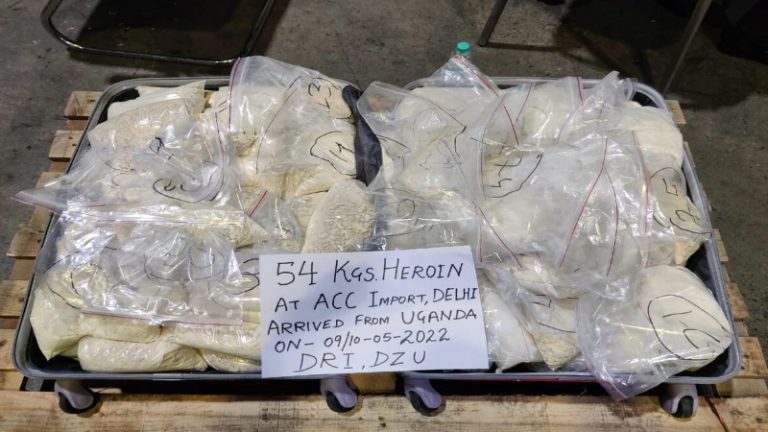 54 KGS. HEROIN
AT ACC IMPORT, DELHI
ARRIVED FROM UGANDA
ON- 09/10-05-2022
DRI, DZU